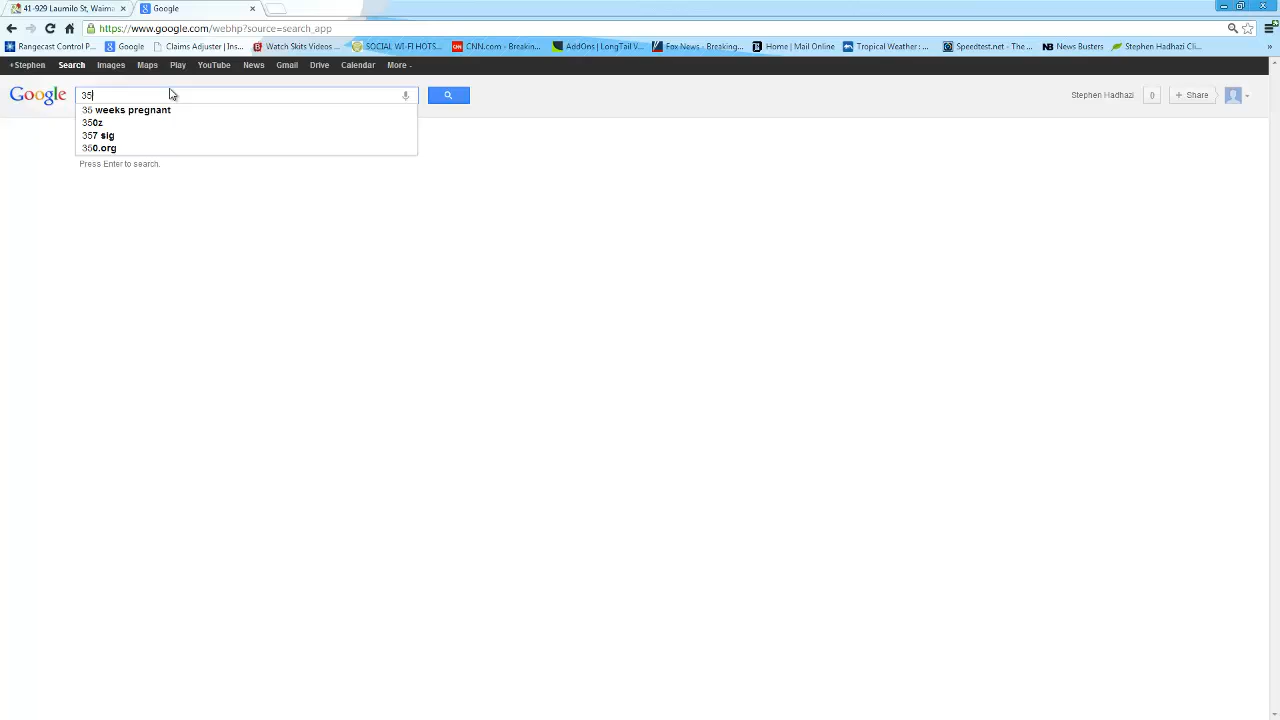 41-929 Laumilo St, Waima
Google
https://www.google.com/webhp?source=search_app
Rangecast Control P...
Google
Claims Adjuster | Ins...
Watch Skits Videos ...
SOCIAL WI-FI HOTS...
CNN.com - Breakin...
AddOns | LongTail V...
Fox News - Breaking...
Home | Mail Online
Tropical Weather : ...
Speedtest.net - The ...
News Busters
Stephen Hadhazi Cli...
+Stephen Search Images Maps Play YouTube News Gmail Drive Calendar More
Google
35
Stephen Hadhazi 0 + Share
35 weeks pregnant
350z
357 sig
350.org
Press Enter to search.